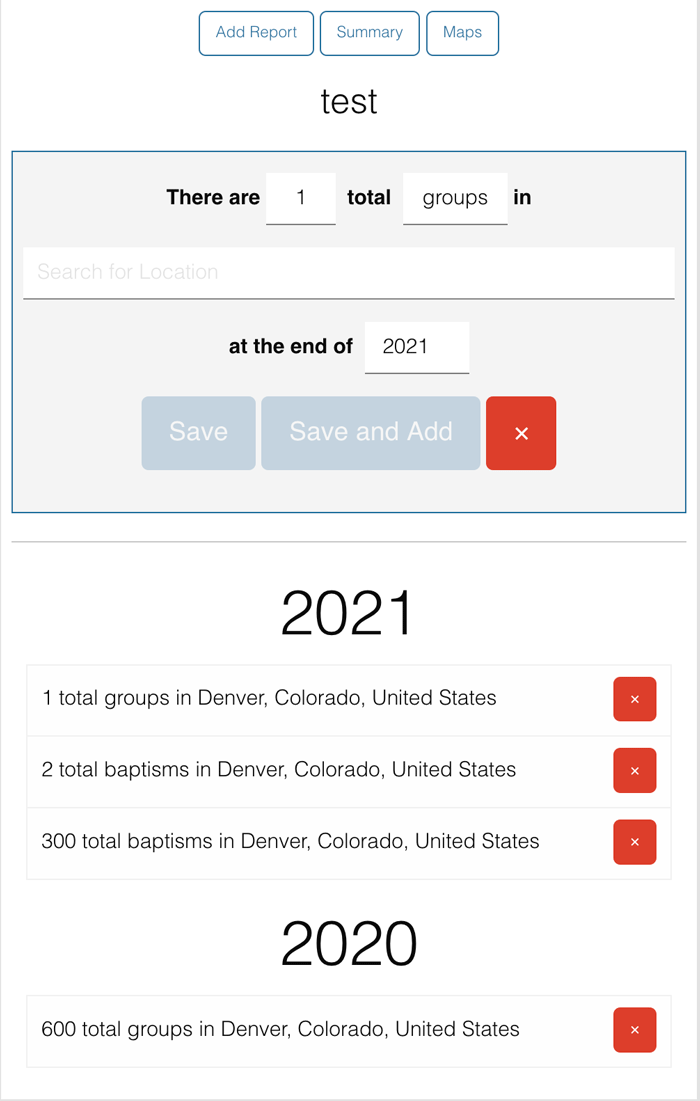 Add Report Summary Maps
test
There are 1 total groups in
Search for Location
at the end of 2021
Save Save and Add ×
2021
1 total groups in Denver, Colorado, United States ×
2 total baptisms in Denver, Colorado, United States ×
300 total baptisms in Denver, Colorado, United States ×
2020
600 total groups in Denver, Colorado, United States ×